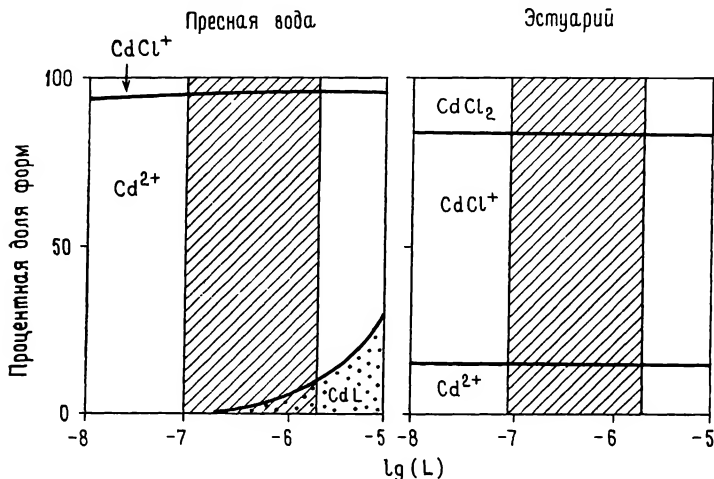 Пресная вода
Эстуарий
CdCl⁺
100
50
0
Процентная доля форм
Cd²⁺
CdL
-8 -7 -6 -5
CdCl₂
CdCl⁺
Cd²⁺
-8 -7 -6 -5
lg(L)